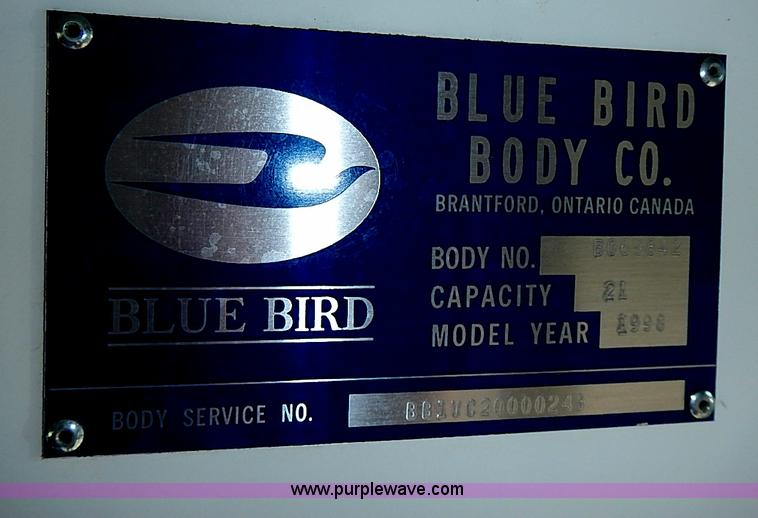 BLUE BIRD
BODY CO.
BRANTFORD, ONTARIO CANADA
BODY NO.
CAPACITY 21
MODEL YEAR 1998
BLUE BIRD
BODY SERVICE NO.
www.purplewave.com